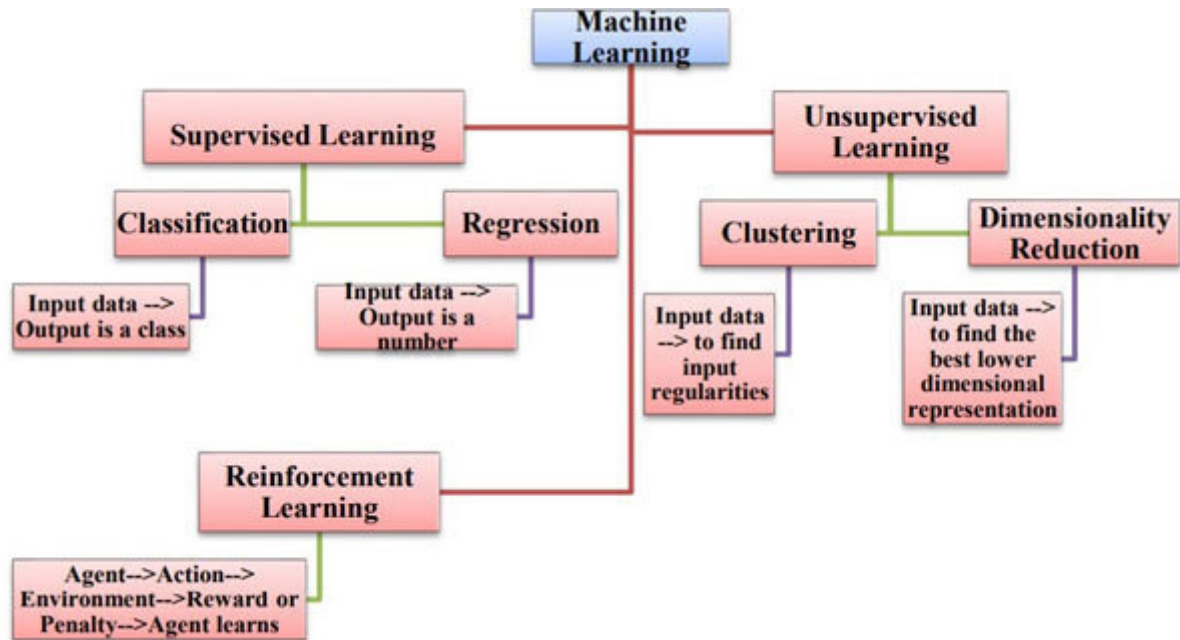 Machine
Learning
Supervised Learning
Unsupervised
Learning
Classification
Regression
Clustering
Dimensionality
Reduction
Input data -->
Output is a class
Input data -->
Output is a
number
Input data
--> to find
input
regularities
Input data -->
to find the
best lower
dimensional
representation
Reinforcement
Learning
Agent-->Action-->
Environment-->Reward or
Penalty-->Agent learns